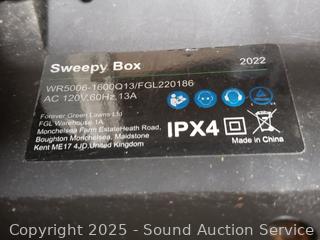 Sweepy Box
2022
WR5006-1600Q13/FGL220186
AC 120V,60Hz,13A
Forever Green Lawns Ltd
FGL Warehouse 1A
Monchelsea Farm EstateHeath Road,
Boughton Monchelsea, Maidstone
Kent ME17 4JD,United Kingdom
IPX4
Made in China
Copyright 2025 - Sound Auction Service